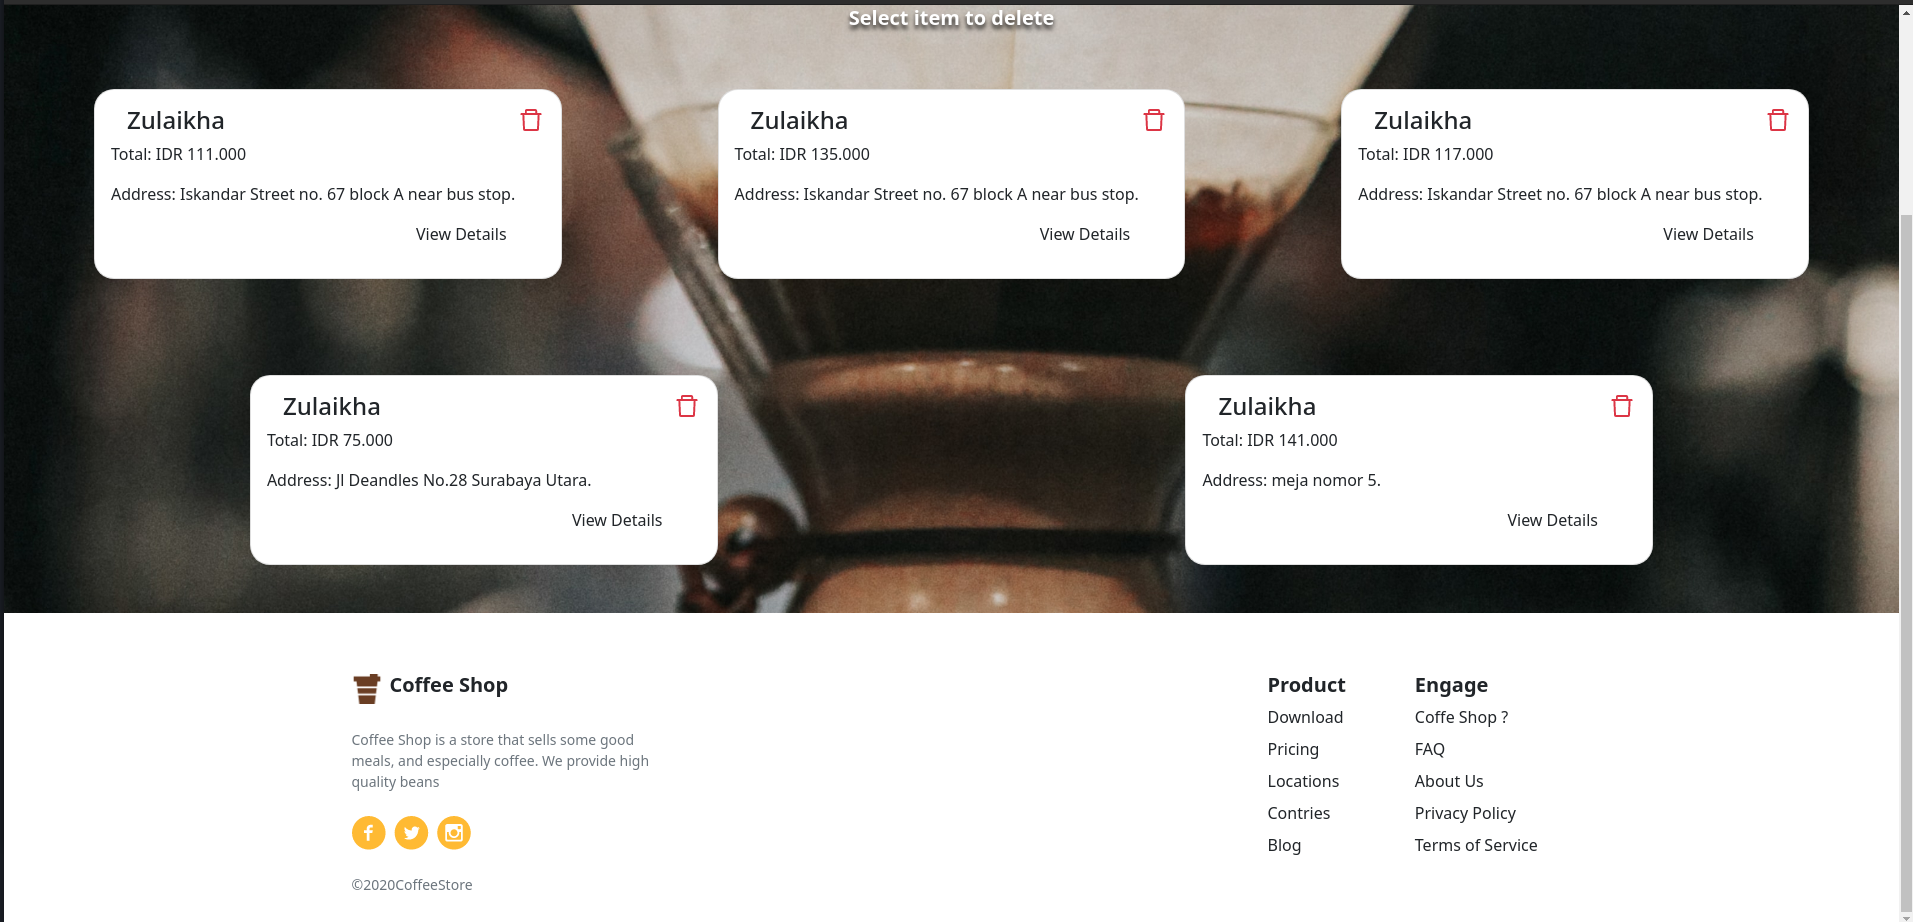 Select item to delete
Zulaikha
Total: IDR 111.000
Address: Iskandar Street no. 67 block A near bus stop.
View Details
Zulaikha
Total: IDR 135.000
Address: Iskandar Street no. 67 block A near bus stop.
View Details
Zulaikha
Total: IDR 117.000
Address: Iskandar Street no. 67 block A near bus stop.
View Details
Zulaikha
Total: IDR 75.000
Address: Jl Deandles No.28 Surabaya Utara.
View Details
Zulaikha
Total: IDR 141.000
Address: meja nomor 5.
View Details
Coffee Shop
Coffee Shop is a store that sells some good
meals, and especially coffee. We provide high
quality beans
©2020CoffeeStore
Product
Download
Pricing
Locations
Contries
Blog
Engage
Coffe Shop ?
FAQ
About Us
Privacy Policy
Terms of Service